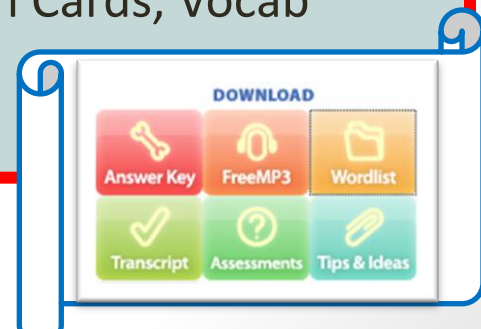 Cards, Vocab
DOWNLOAD
Answer Key FreeMP3 Wordlist
Transcript Assessments Tips & Ideas